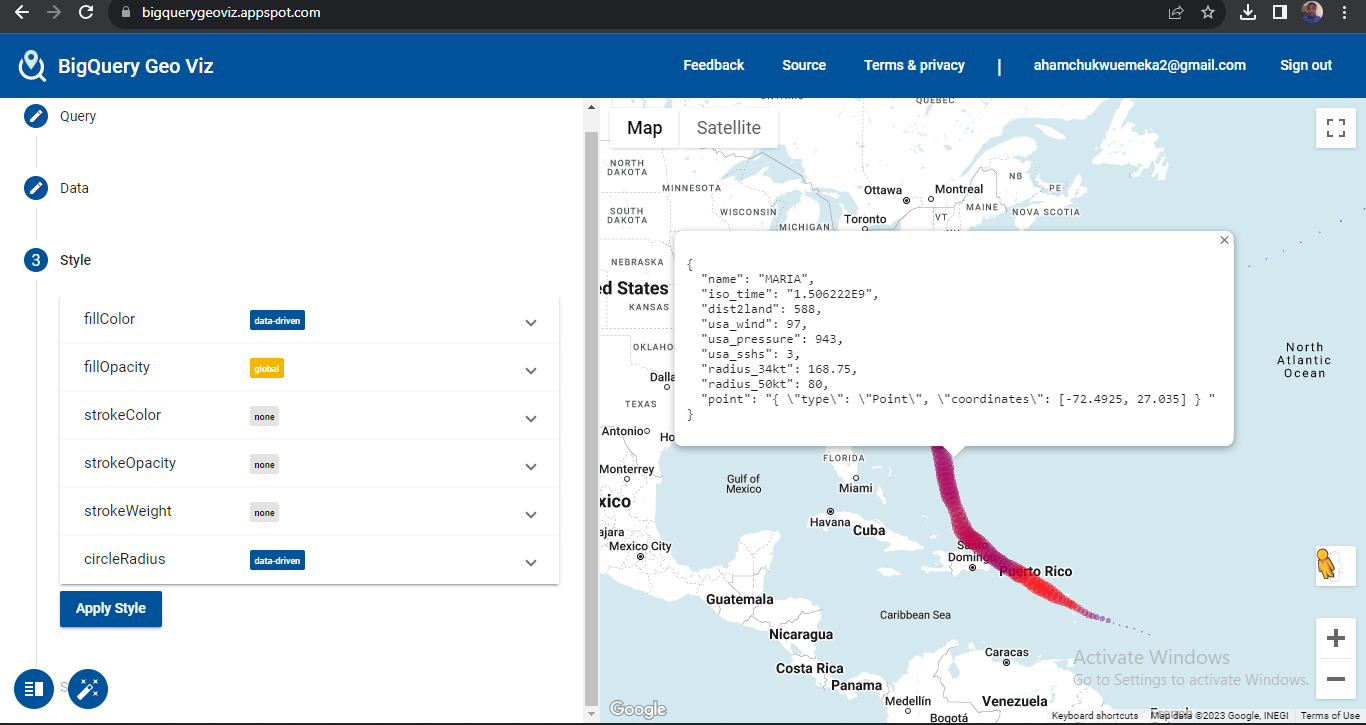 bigquerygeoviz.appspot.com
BigQuery Geo Viz
Feedback
Source
Terms & privacy
|
ahamchukwuemeka2@gmail.com
Sign out
Query
Data
3
Style
fillColor
data-driven
fillOpacity
global
strokeColor
none
strokeOpacity
none
strokeWeight
none
circleRadius
data-driven
Apply Style
Map
Satellite
QUEBEC
NORTH
DAKOTA
MINNESOTA
Ottawa
Montreal
NB
PE
SOUTH
DAKOTA
WISCONSIN
MICHIGAN
Toronto
VT
MAINE
NOVA SCOTIA
NEBRASKA
ed States
KANSAS
OKLAHO
Dalla
TEXAS
Antonio
Ho
{
"name": "MARIA",
"iso_time": "1.506222E9",
"dist2land": 588,
"usa_wind": 97,
"usa_pressure": 943,
"usa_sshs": 3,
"radius_34kt": 168.75,
"radius_50kt": 80,
"point": "{ \"type\": \"Point\", \"coordinates\": [-72.4925, 27.035] } "
}
North
Atlantic
Ocean
FLORIDA
Monterrey
Gulf of
Mexico
Miami
xico
Havana
Cuba
ajara
Mexico City
Santo
Domingo
Puerto Rico
Guatemala
Caribbean Sea
Nicaragua
Caracas
Costa Rica
Panama
Medellín
Venezuela
Bogotá
Activate Windows
Go to Settings to activate Windows.
Google
Keyboard shortcuts
Map data ©2023 Google, INEGI
Terms of Use